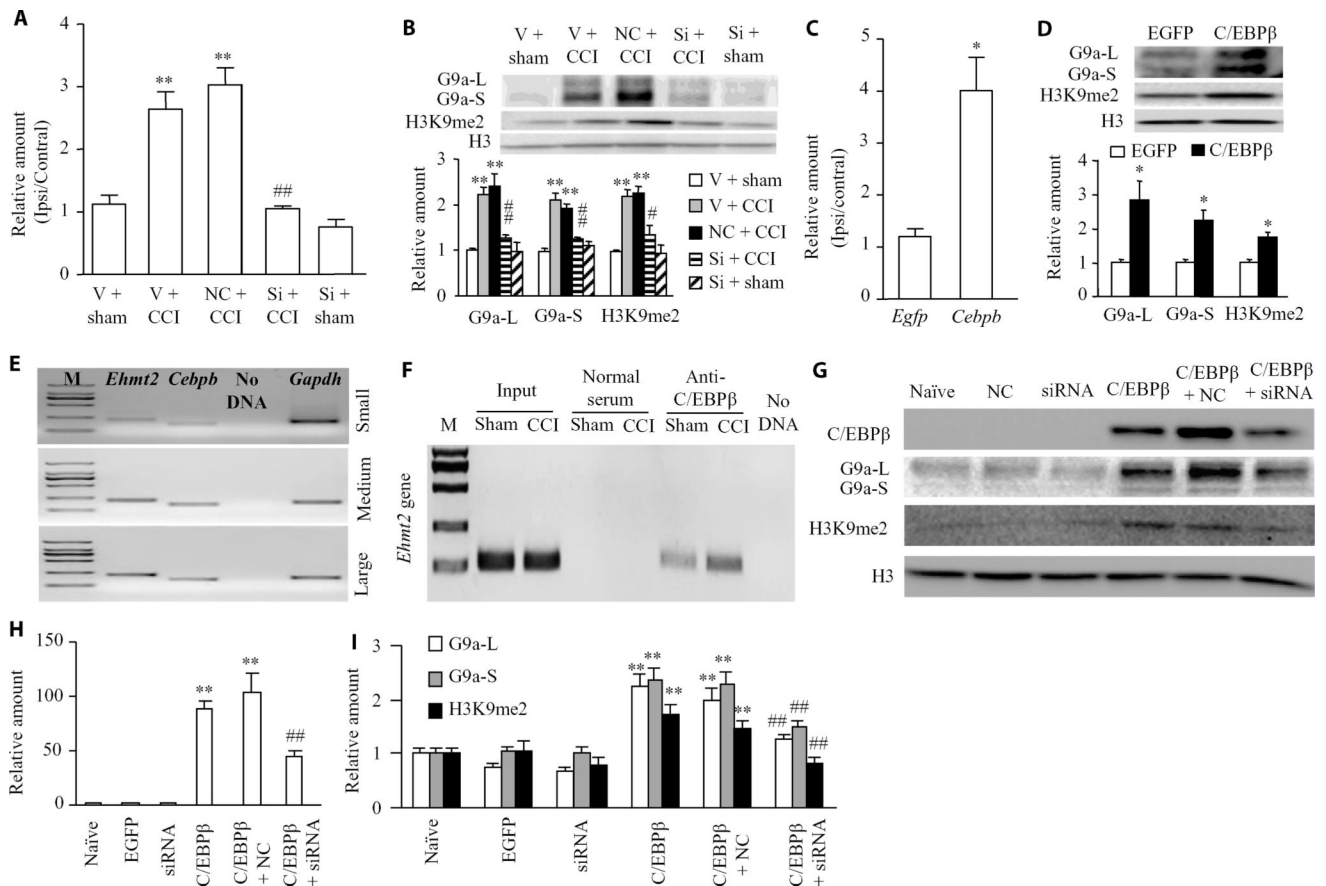 A
Relative amount
(Ipsi/Contral)
4
3
2
1
0
**
**
##
V +
sham
V +
CCI
NC +
CCI
Si +
CCI
Si +
sham
B
V +
sham
V +
CCI
NC +
CCI
Si +
CCI
Si +
sham
G9a-L
G9a-S
H3K9me2
H3
Relative amount
3
2
1
0
** **
##
** **
##
** **
#
G9a-L G9a-S H3K9me2
V + sham
V + CCI
NC + CCI
Si + CCI
Si + sham
C
Relative amount
(Ipsi/contral)
5
4
3
2
1
0
*
Egfp Cebpb
D
EGFP C/EBPβ
G9a-L
G9a-S
H3K9me2
H3
EGFP C/EBPβ
Relative amount
4
3
2
1
0
*
*
*
G9a-L G9a-S H3K9me2
E
M Ehmt2 Cebpb No
DNA Gapdh
Small
Medium
Large
F
Input
Normal
serum
Anti-
C/EBPβ
No
DNA
M Sham CCI Sham CCI Sham CCI
Ehmt2 gene
G
Naïve NC siRNA C/EBPβ
C/EBPβ
+ NC
C/EBPβ
+ siRNA
C/EBPβ
G9a-L
G9a-S
H3K9me2
H3
H
Relative amount
150
100
50
0
**
**
##
Naïve
EGFP
siRNA
C/EBPβ
C/EBPβ
+ NC
C/EBPβ
+ siRNA
I
Relative amount
3
2
1
0
G9a-L
G9a-S
H3K9me2
** ** **
** ** **
## ## ##
Naïve
EGFP
siRNA
C/EBPβ
C/EBPβ
+ NC
C/EBPβ
+ siRNA